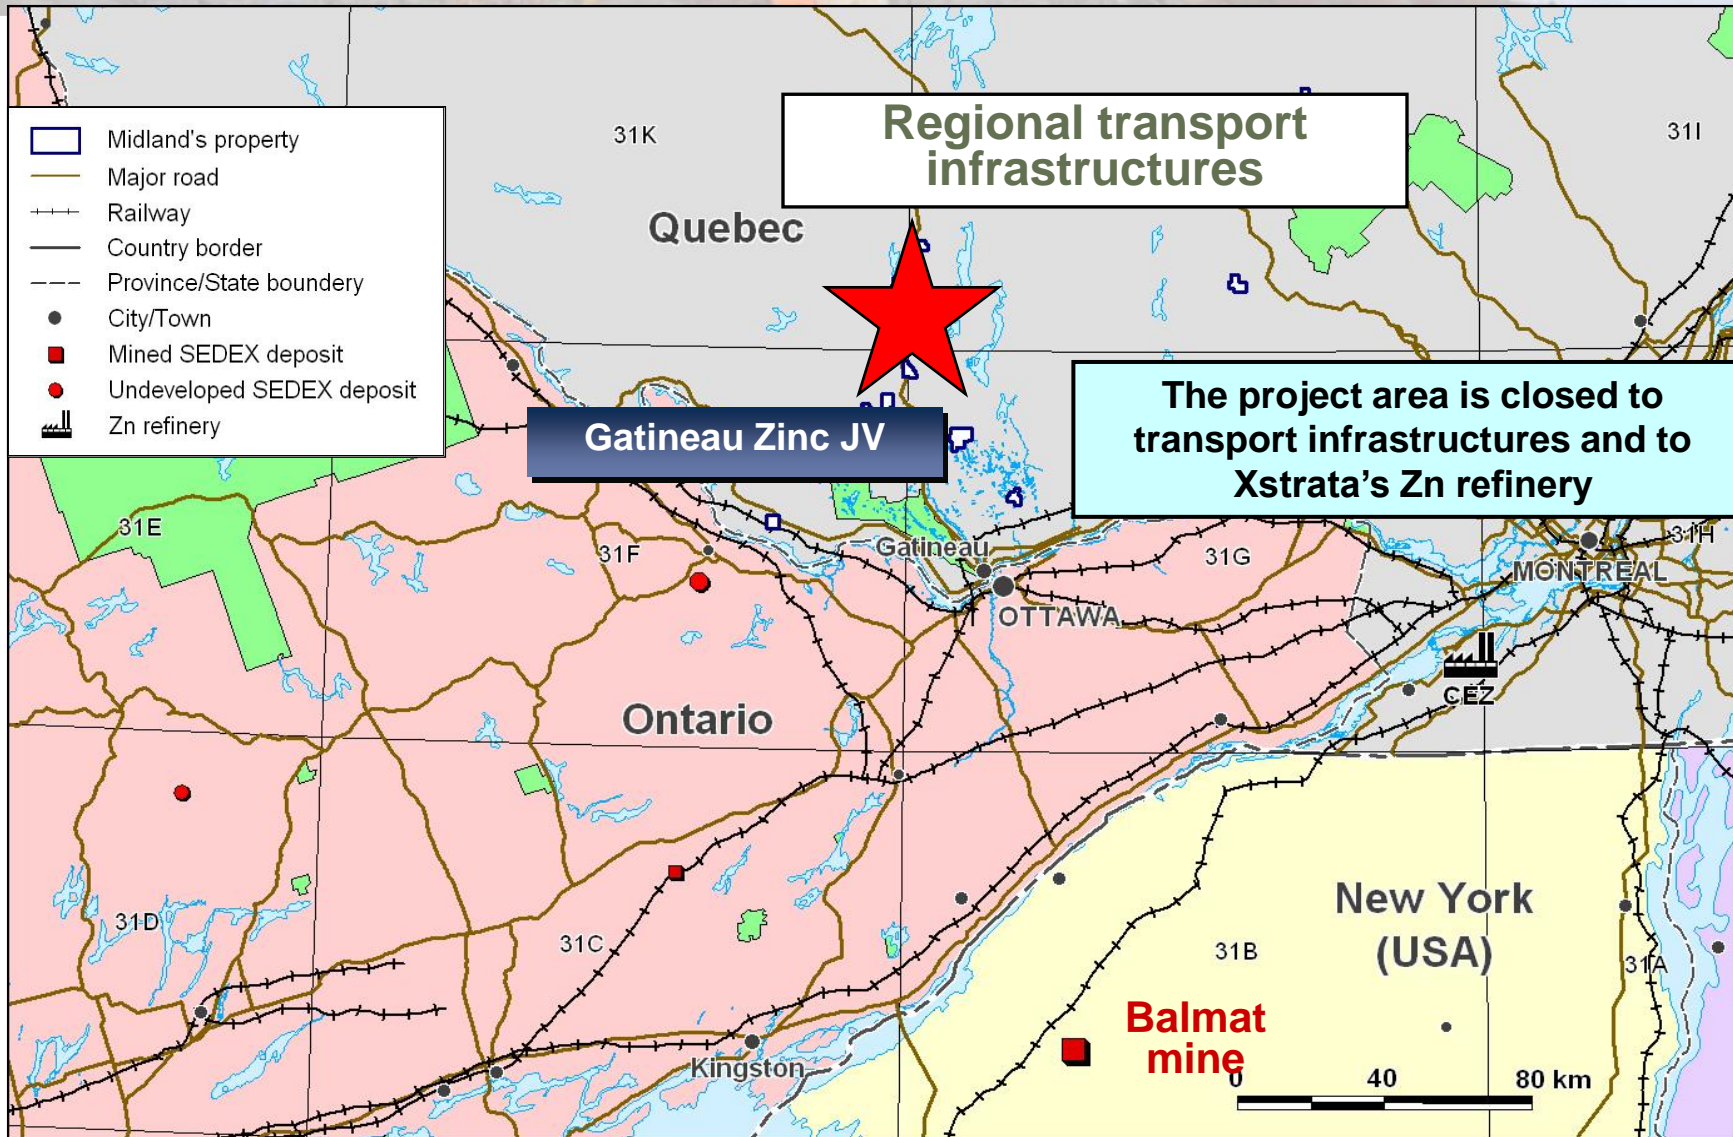 Midland's property
Major road
Railway
Country border
Province/State boundery
City/Town
Mined SEDEX deposit
Undeveloped SEDEX deposit
Zn refinery
31K
Regional transport
infrastructures
31I
Quebec
Gatineau Zinc JV
The project area is closed to
transport infrastructures and to
Xstrata’s Zn refinery
31E
31F
Gatineau
31G
31H
MONTREAL
OTTAWA
CEZ
Ontario
31D
31C
New York
(USA)
31B
31A
Balmat
mine
Kingston
0 40 80 km